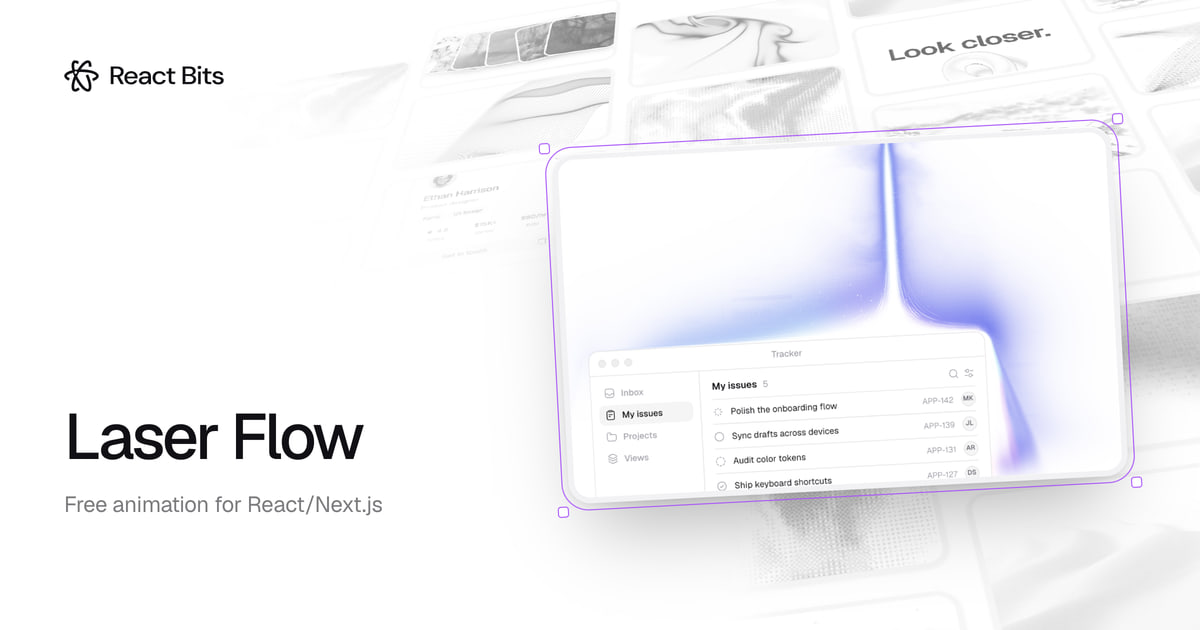 React Bits
Look closer.
Ethan Harrison
Laser Flow
Free animation for React/Next.js
Tracker
Inbox
My issues
Projects
Views
My issues 5
Polish the onboarding flow APP-142 MK
Sync drafts across devices APP-139 JL
Audit color tokens APP-131 AR
Ship keyboard shortcuts APP-127 DS